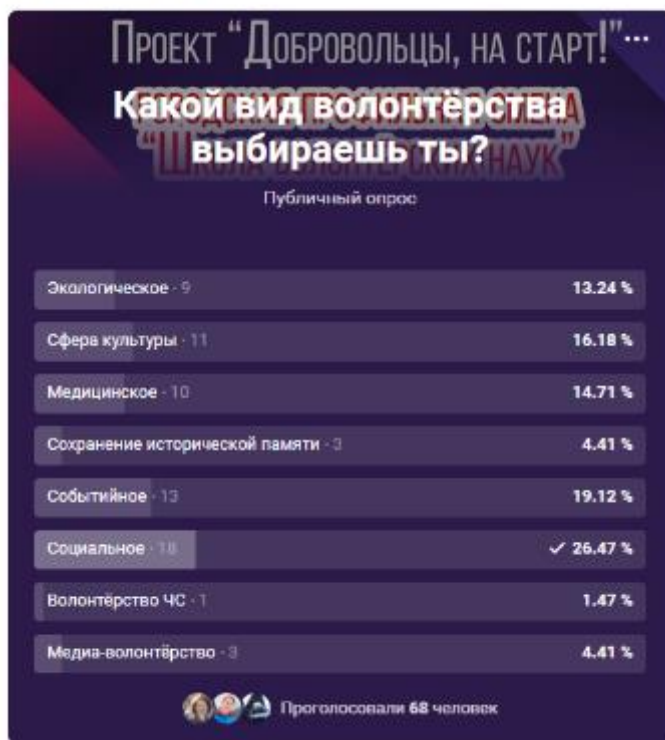 Проект “Добровольцы, на старт!”
Какой вид волонтёрства
выбираешь ты?
Публичный опрос
Экологическое · 9 13.24 %
Сфера культуры · 11 16.18 %
Медицинское · 10 14.71 %
Сохранение исторической памяти · 3 4.41 %
Событийное · 13 19.12 %
Социальное · 18 26.47 %
Волонтёрство ЧС · 1 1.47 %
Медиа-волонтёрство · 3 4.41 %
Проголосовали 68 человек